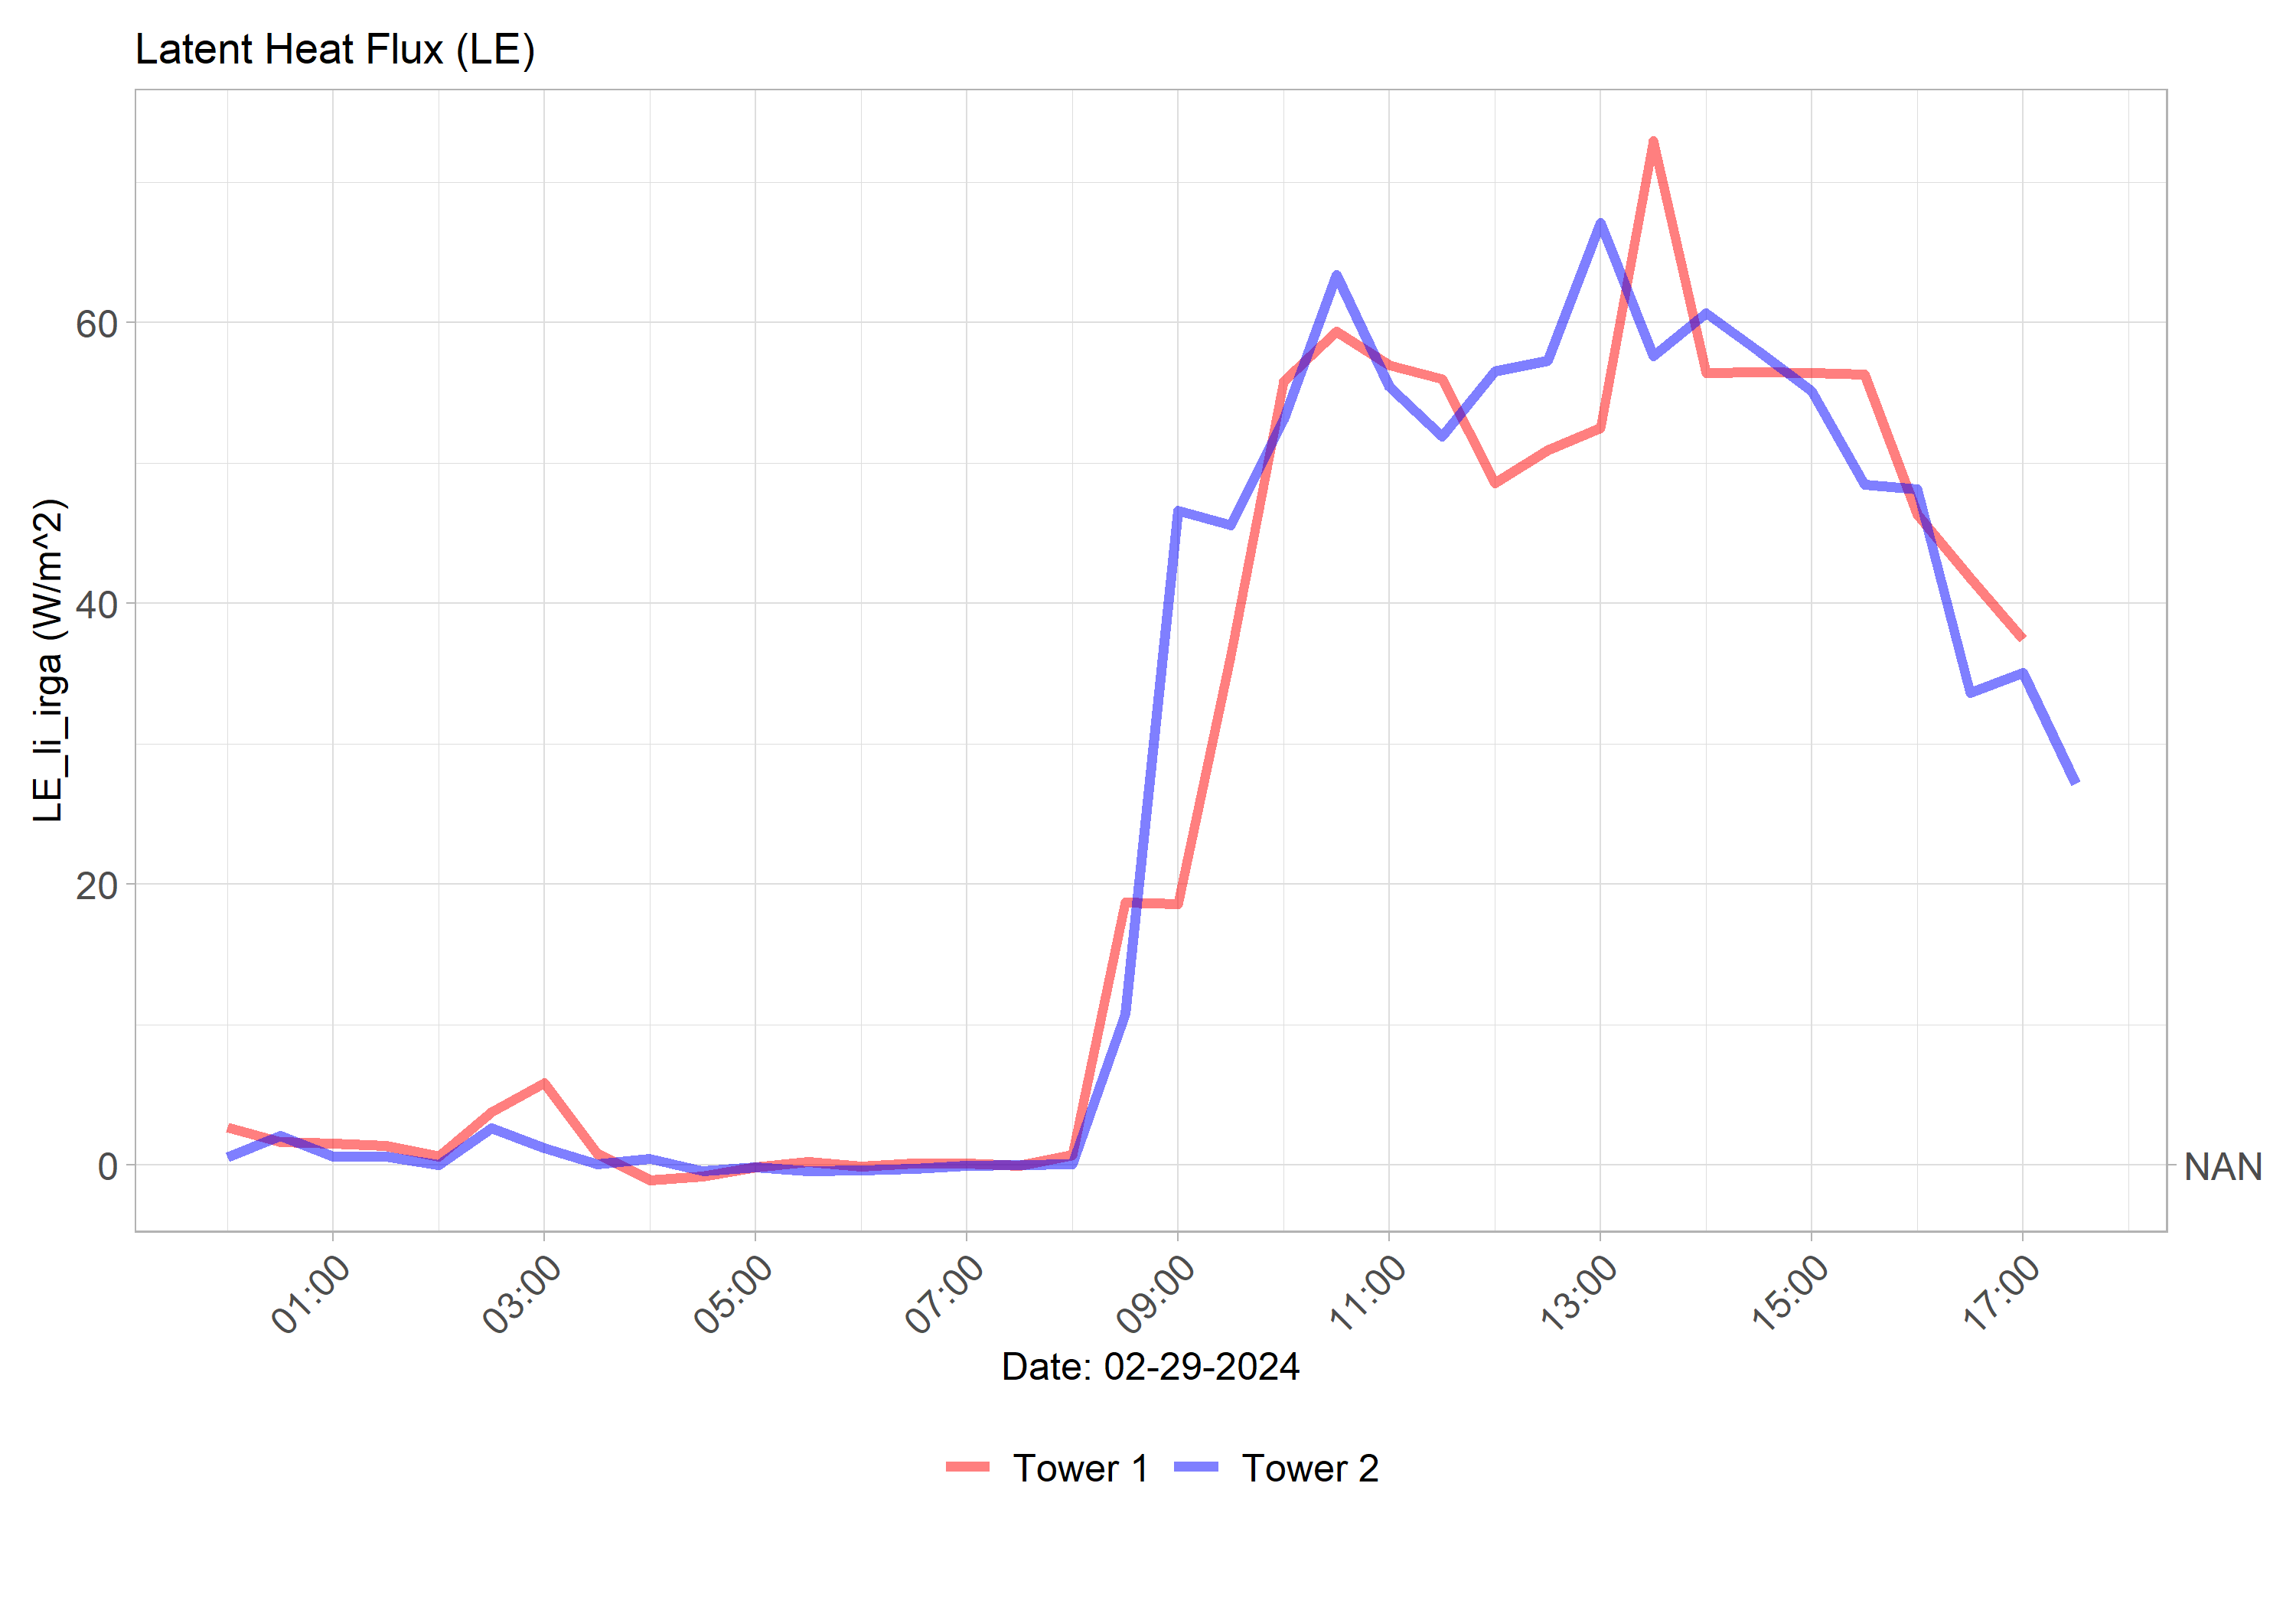 Latent Heat Flux (LE)
LE_li_irga (W/m^2)
60
40
20
0
NAN
01:00 03:00 05:00 07:00 09:00 11:00 13:00 15:00 17:00
Date: 02-29-2024
Tower 1 Tower 2